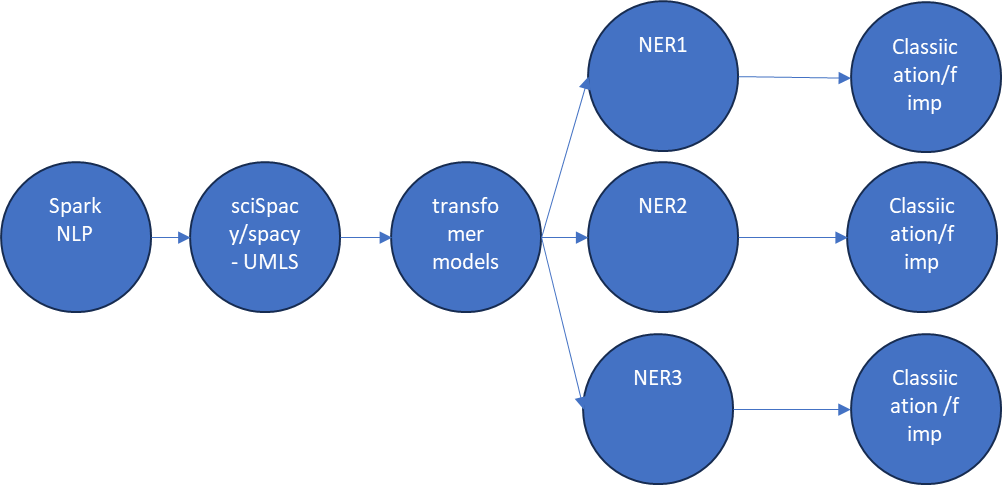 Spark
NLP
sciSpac
y/spacy
- UMLS
transfo
mer
models
NER1
Classiic
ation/f
imp
NER2
Classiic
ation/f
imp
NER3
Classiic
ation /f
imp